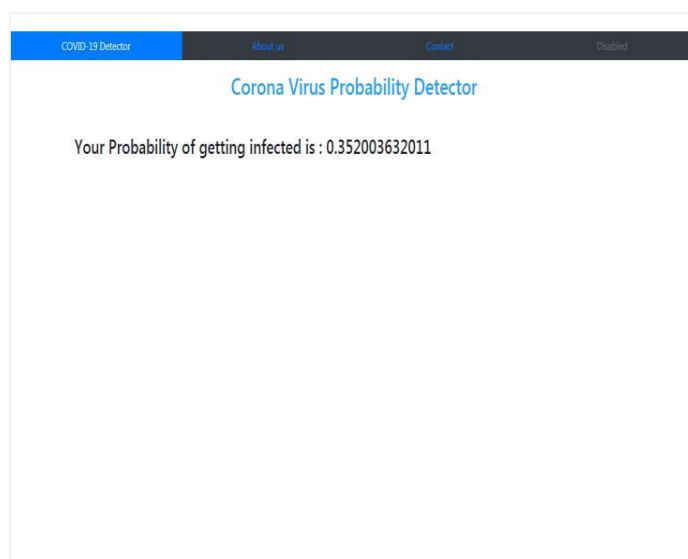 COVID-19 Detector About us Contact Disabled
Corona Virus Probability Detector
Your Probability of getting infected is : 0.352003632011